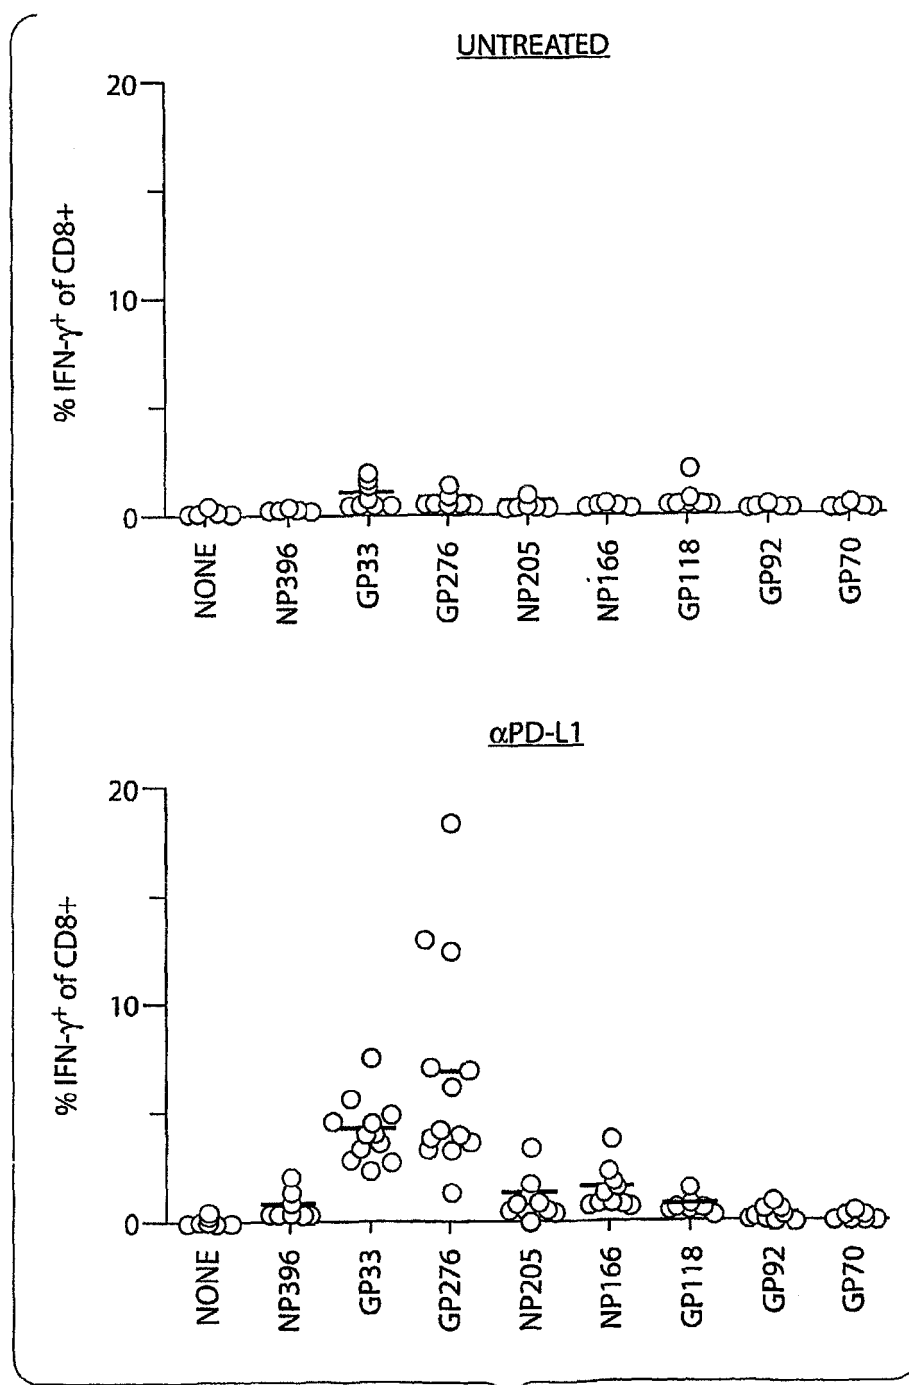 UNTREATED
20
10
0
% IFN-γ+ of CD8+
NONE
NP396
GP33
GP276
NP205
NP166
GP118
GP92
GP70
αPD-L1
20
10
0
% IFN-γ+ of CD8+
NONE
NP396
GP33
GP276
NP205
NP166
GP118
GP92
GP70